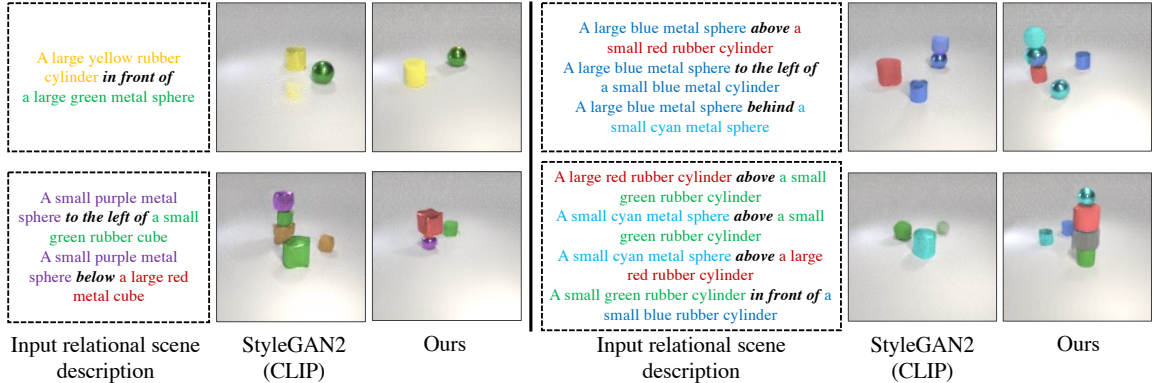 A large yellow rubber
cylinder in front of
a large green metal sphere
A small purple metal
sphere to the left of a small
green rubber cube
A small purple metal
sphere below a large red
metal cube
Input relational scene
description
StyleGAN2
(CLIP)
Ours
A large blue metal sphere above a
small red rubber cylinder
A large blue metal sphere to the left of
a small blue metal cylinder
A large blue metal sphere behind a
small cyan metal sphere
A large red rubber cylinder above a small
green rubber cylinder
A small cyan metal sphere above a small
green rubber cylinder
A small cyan metal sphere above a large
red rubber cylinder
A small green rubber cylinder in front of a
small blue rubber cylinder
Input relational scene
description
StyleGAN2
(CLIP)
Ours